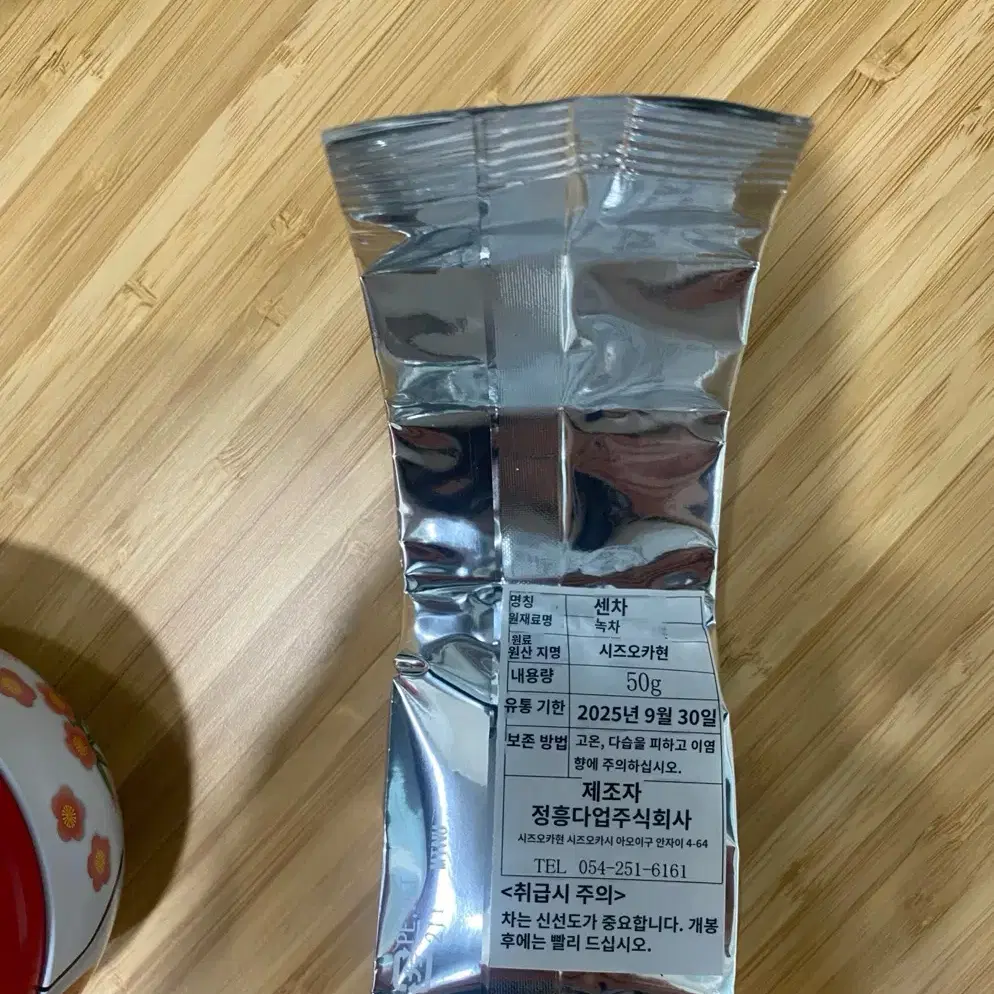 명칭 센차
원재료명 녹차
원료
원산 지명 시즈오카현
내용량 50g
유통 기한 2025년 9월 30일
보존 방법 고온, 다습을 피하고 이염
향에 주의하십시오.
제조자
정흥다업주식회사
시즈오카현 시즈오카시 아오이구 안자이 4-64
TEL 054-251-6161
<취급시 주의>
차는 신선도가 중요합니다. 개봉
후에는 빨리 드십시오.